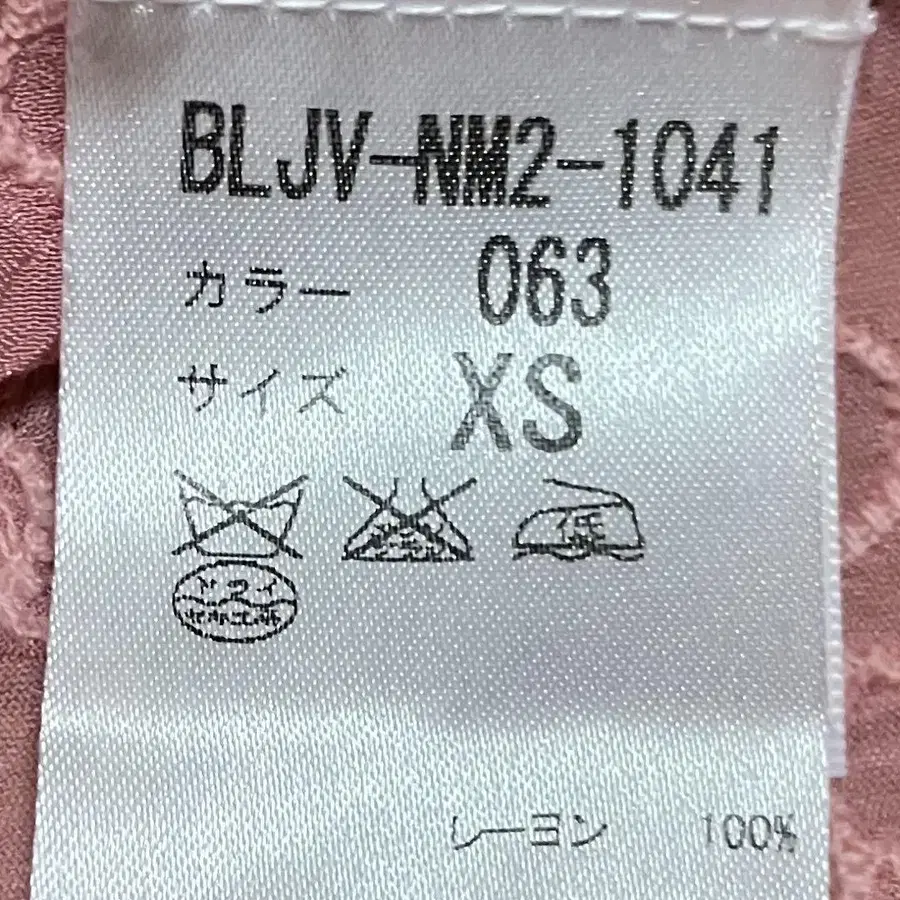 BLJV-NM2-1041
カラー 063
サイズ XS
低
ドライ
レーヨン 100%